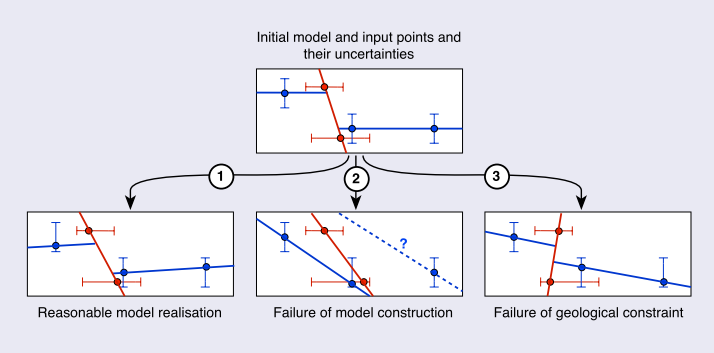 Initial model and input points and
their uncertainties
1
2
3
?
Reasonable model realisation
Failure of model construction
Failure of geological constraint